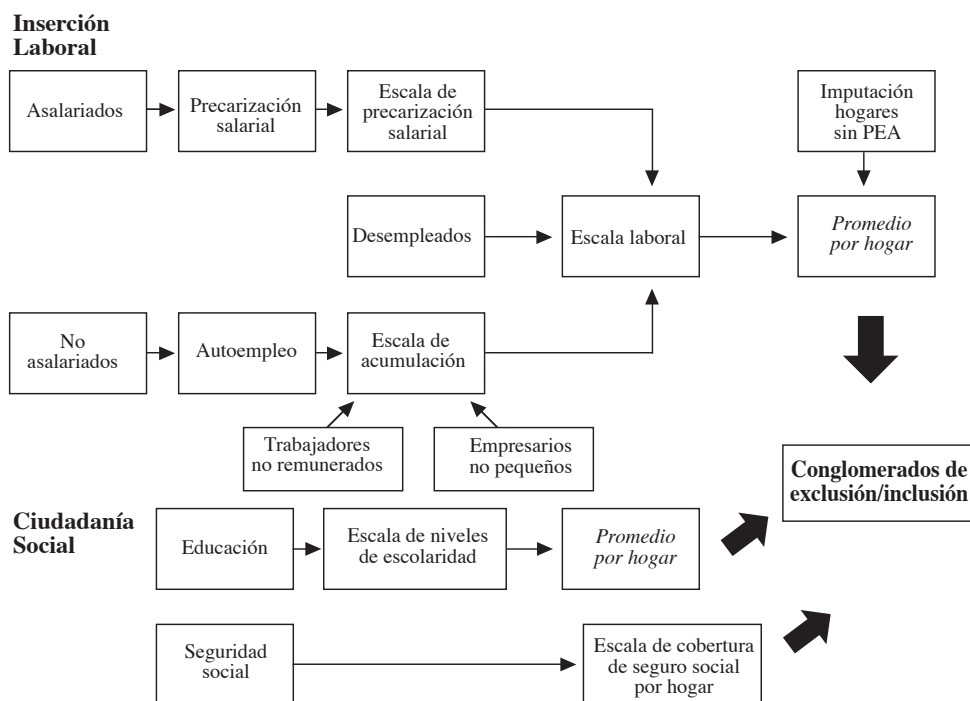 Inserción
Laboral
Asalariados
Precarización
salarial
Escala de
precarización
salarial
Imputación
hogares
sin PEA
Desempleados
Escala laboral
Promedio
por hogar
No
asalariados
Autoempleo
Escala de
acumulación
Trabajadores
no remunerados
Empresarios
no pequeños
Conglomerados de
exclusión/inclusión
Ciudadanía
Social
Educación
Escala de niveles
de escolaridad
Promedio
por hogar
Seguridad
social
Escala de cobertura
de seguro social
por hogar